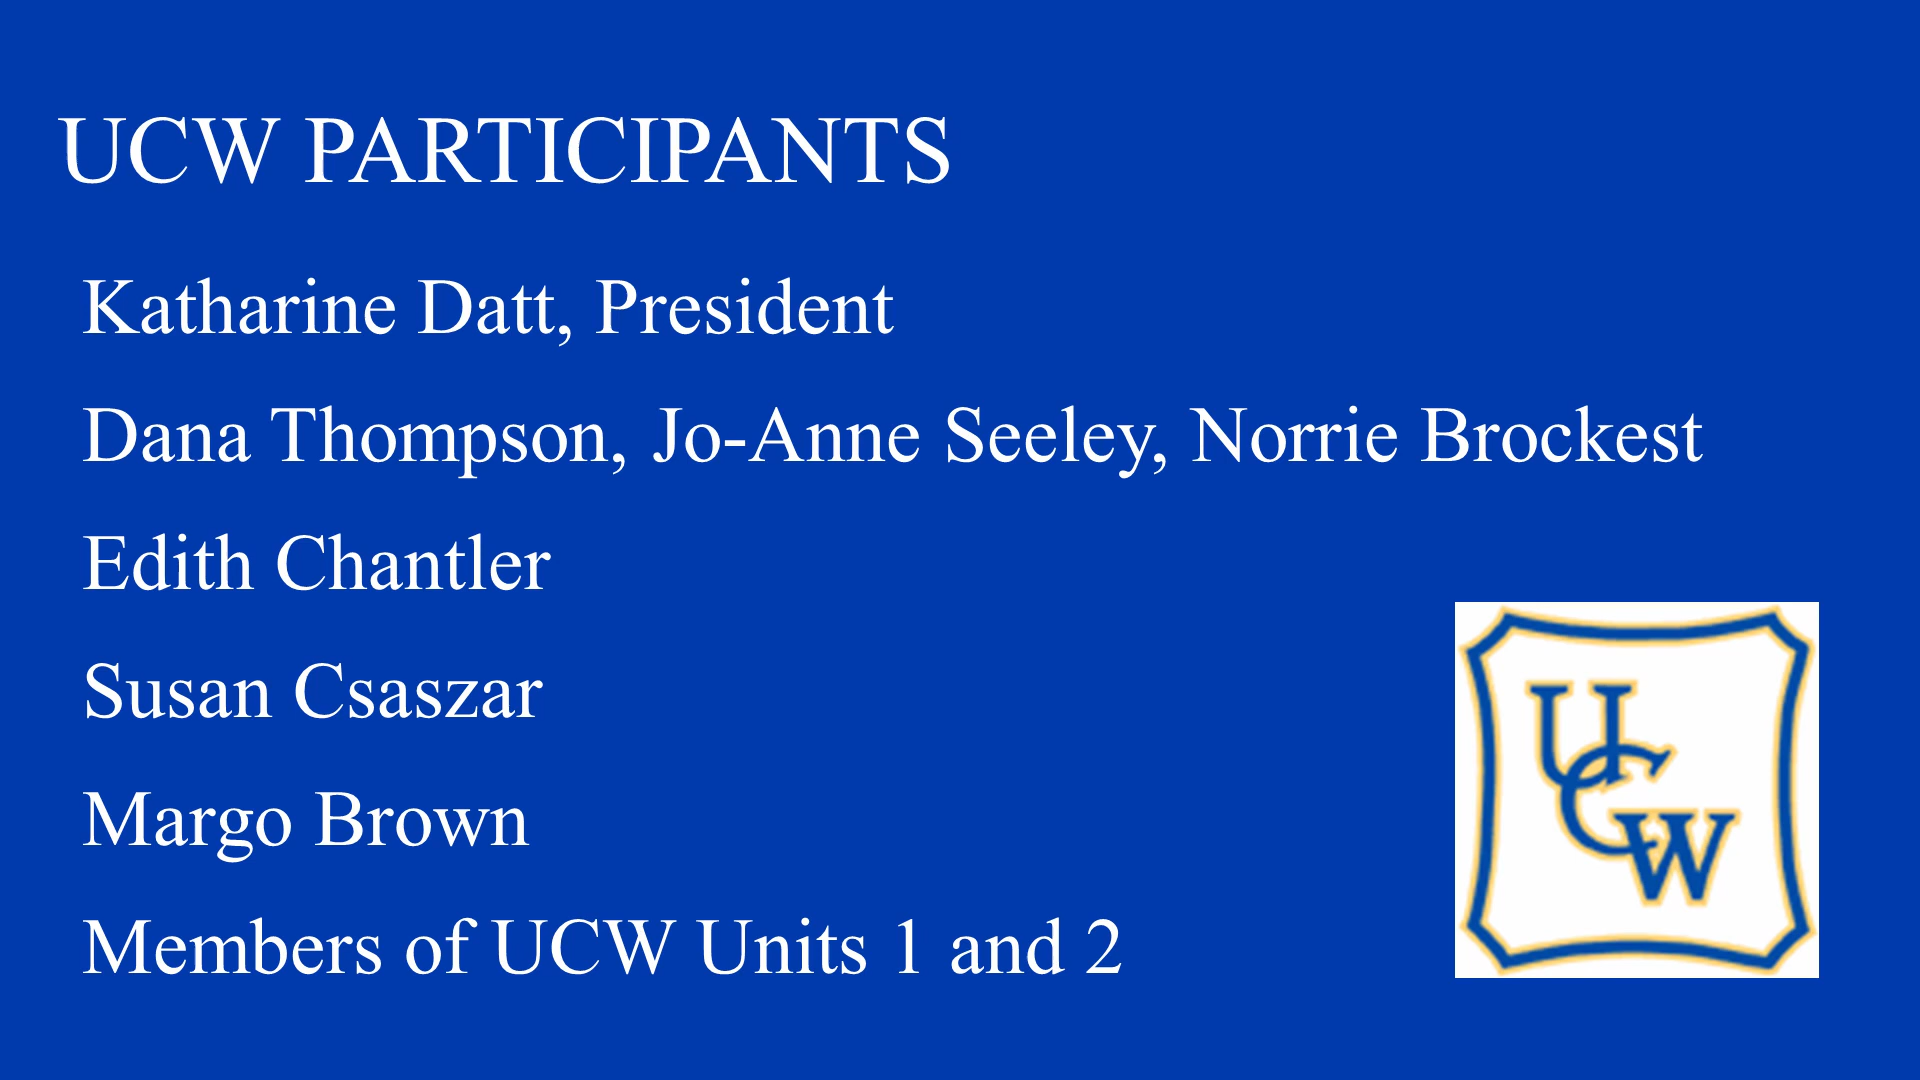 UCW PARTICIPANTS
Katharine Datt, President
Dana Thompson, Jo-Anne Seeley, Norrie Brockest
Edith Chantler
Susan Csaszar
Margo Brown
Members of UCW Units 1 and 2
UCW